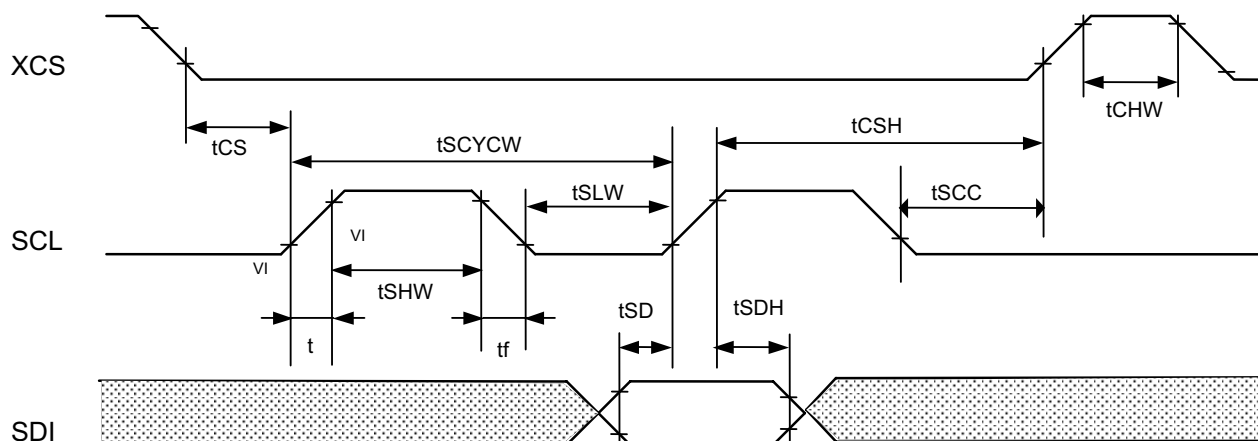 XCS
tCHW
tCS
tCSH
tSCYCW
tSLW
tSCC
SCL
VI
VI
tSHW
tSD
tSDH
t
tf
SDI